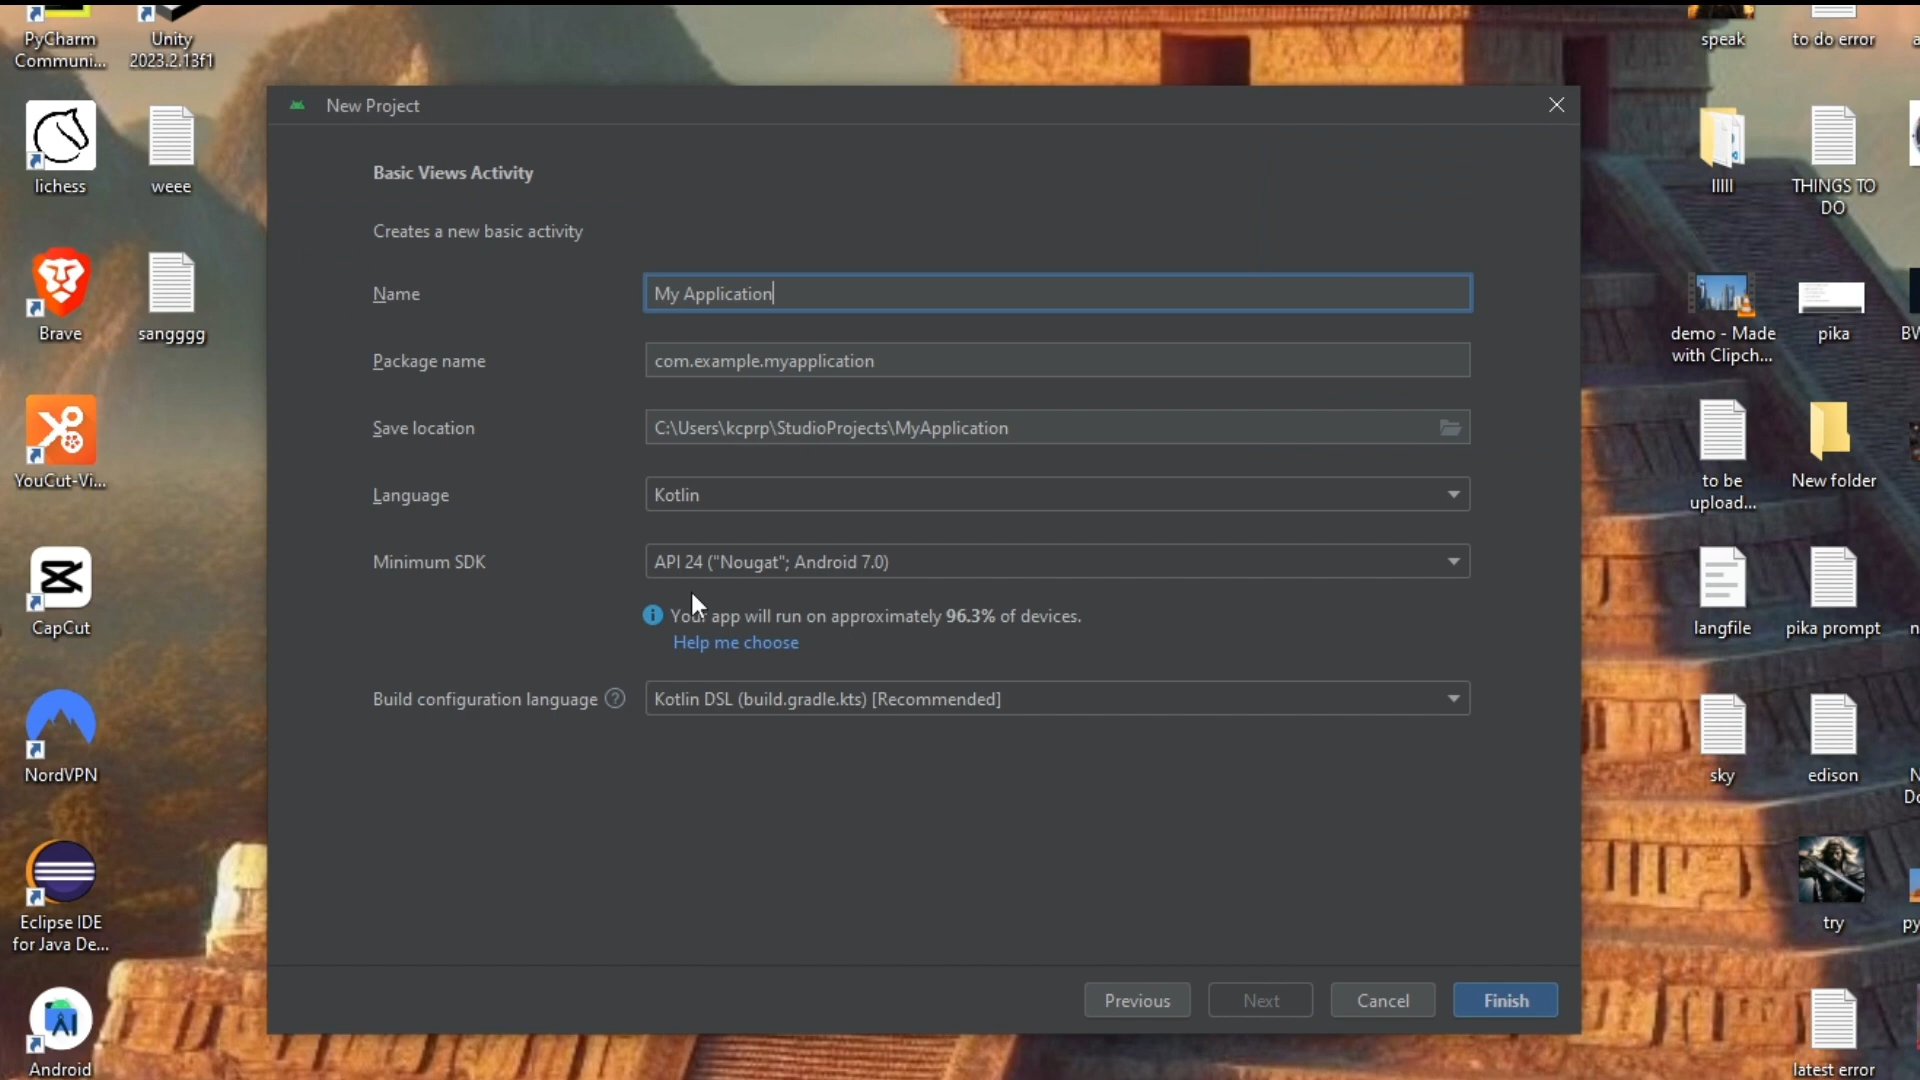 PyCharm
Communi...
Unity
2023.2.13f1
lichess
weee
Brave
sangggg
YouCut-Vi...
CapCut
NordVPN
Eclipse IDE
for Java De...
Android
New Project
Basic Views Activity
Creates a new basic activity
Name
My Application
Package name
com.example.myapplication
Save location
C:\Users\kcprp\StudioProjects\MyApplication
Language
Kotlin
Minimum SDK
API 24 ("Nougat"; Android 7.0)
Your app will run on approximately 96.3% of devices.
Help me choose
Build configuration language
Kotlin DSL (build.gradle.kts) [Recommended]
Previous
Next
Cancel
Finish
speak
to do error
THINGS TO
DO
demo - Made
with Clipch...
pika
to be
upload...
New folder
langfile
pika prompt
sky
edison
try
latest error